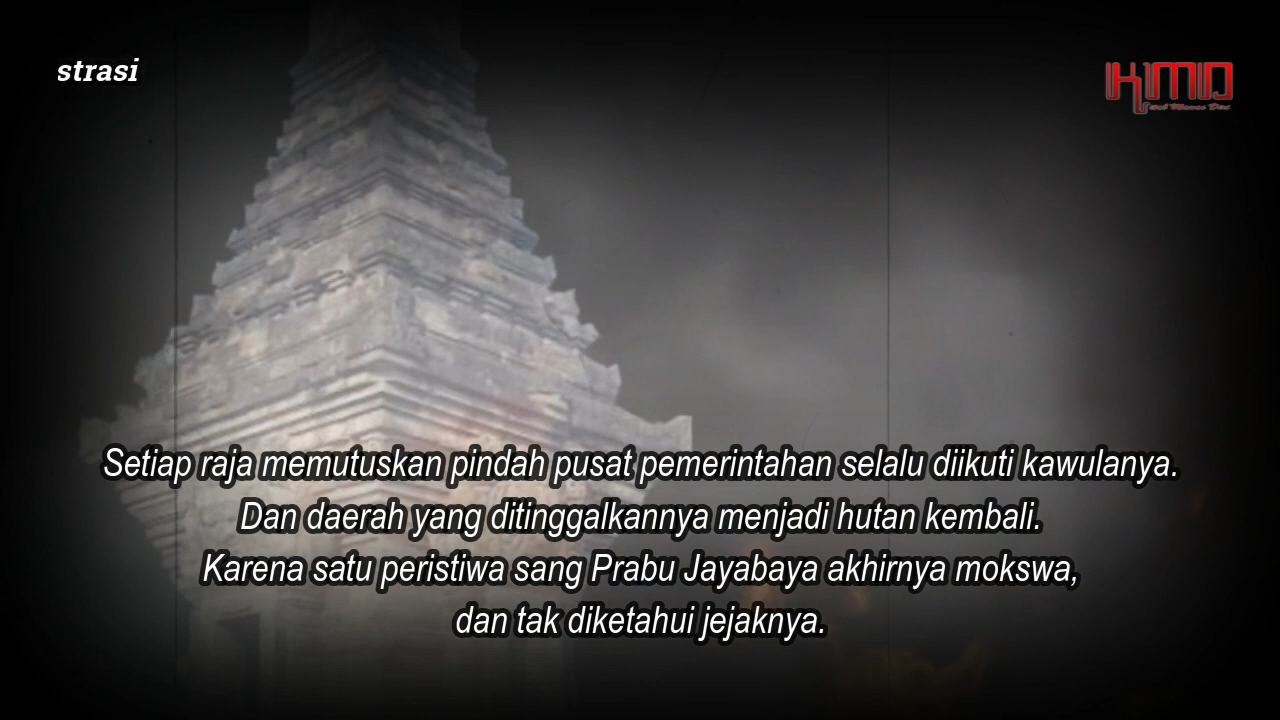 strasi
KMD
Setiap raja memutuskan pindah pusat pemerintahan selalu diikuti kawulanya.
Dan daerah yang ditinggalkannya menjadi hutan kembali.
Karena satu peristiwa sang Prabu Jayabaya akhirnya mokswa,
dan tak diketahui jejaknya.